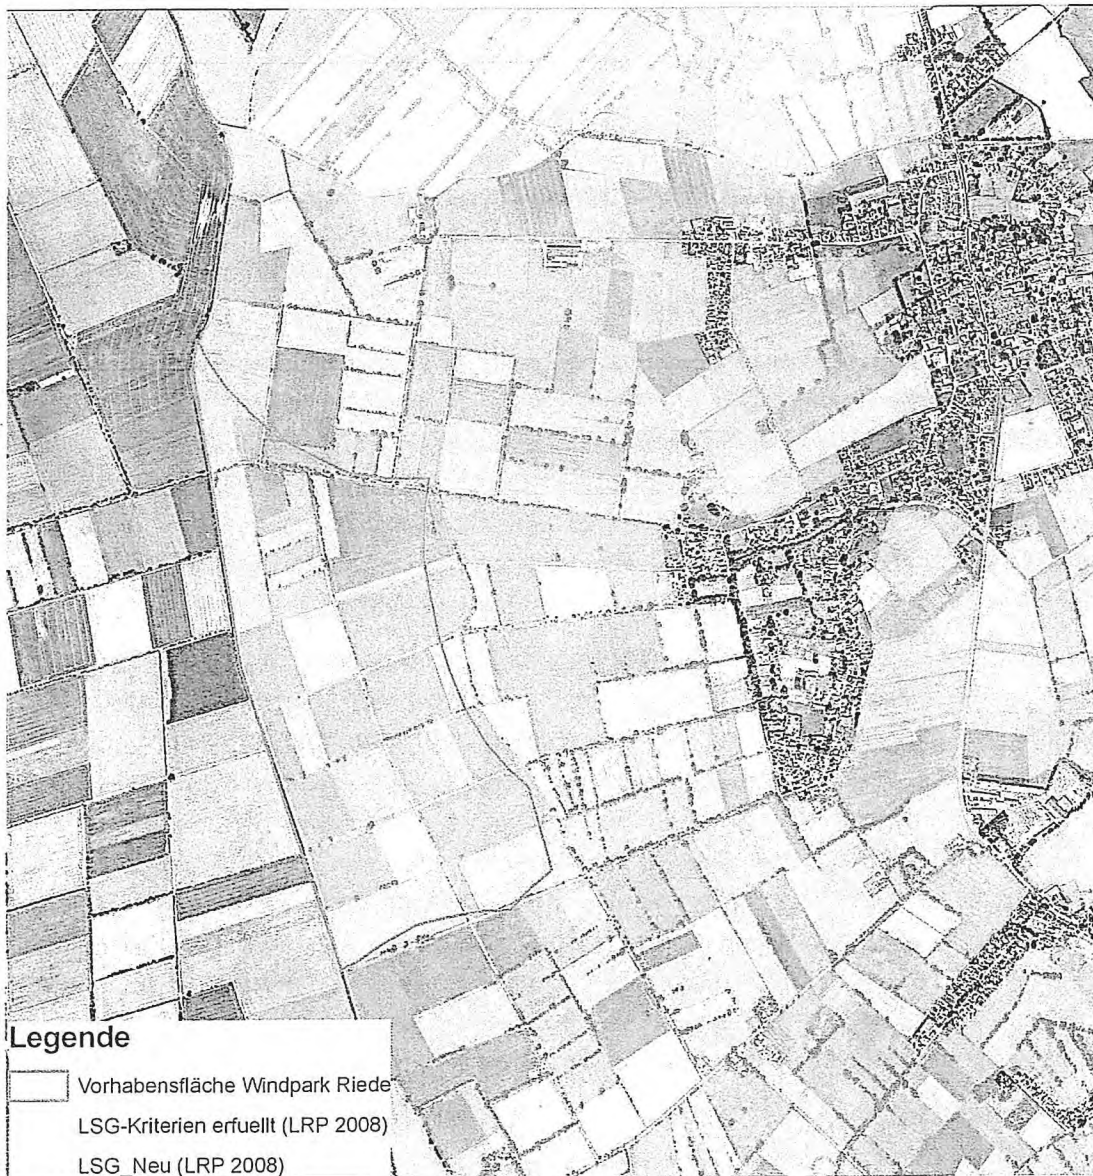 Legende
Vorhabensfläche Windpark Riede
LSG-Kriterien erfuellt (LRP 2008)
LSG_Neu (LRP 2008)